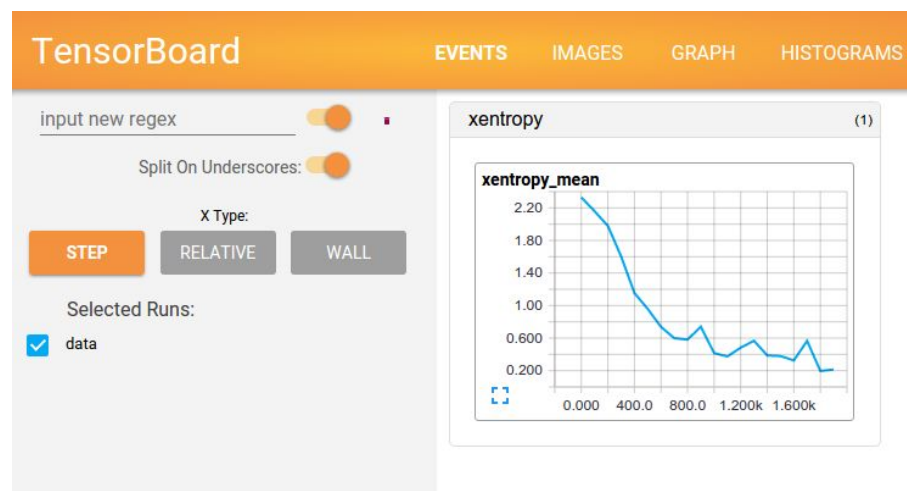 TensorBoard EVENTS IMAGES GRAPH HISTOGRAMS
input new regex
Split On Underscores:
X Type:
STEP RELATIVE WALL
Selected Runs:
data
xentropy (1)
xentropy_mean
2.20
1.80
1.40
1.00
0.600
0.200
0.000 400.0 800.0 1.200k 1.600k